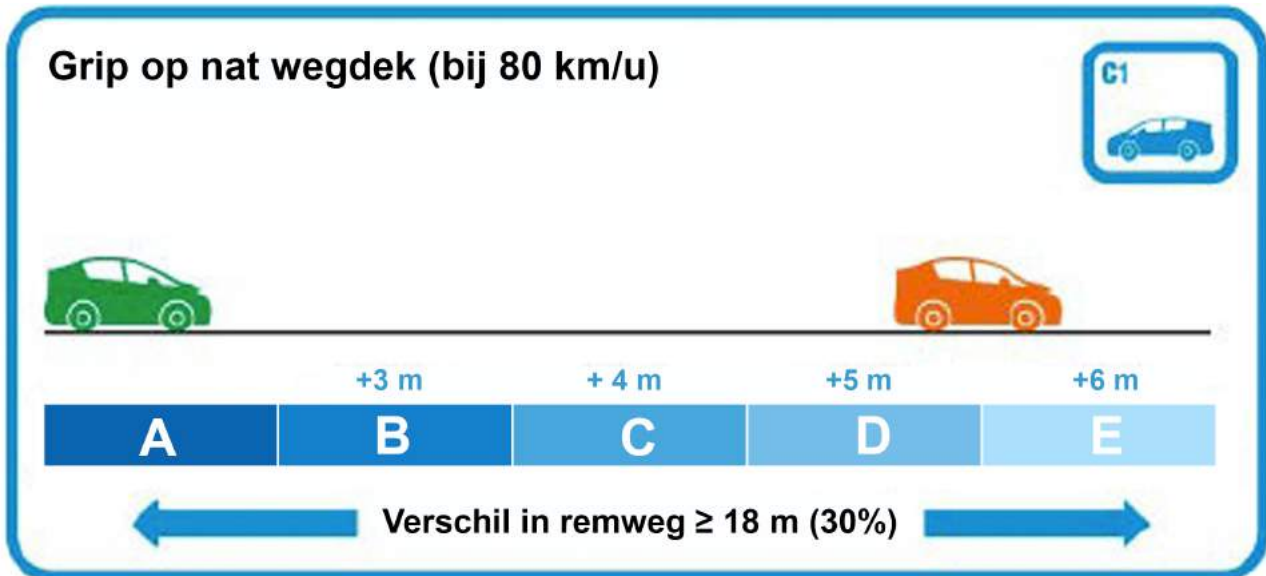 Grip op nat wegdek (bij 80 km/u)
C1
+3 m
+ 4 m
+5 m
+6 m
A
B
C
D
E
Verschil in remweg ≥ 18 m (30%)